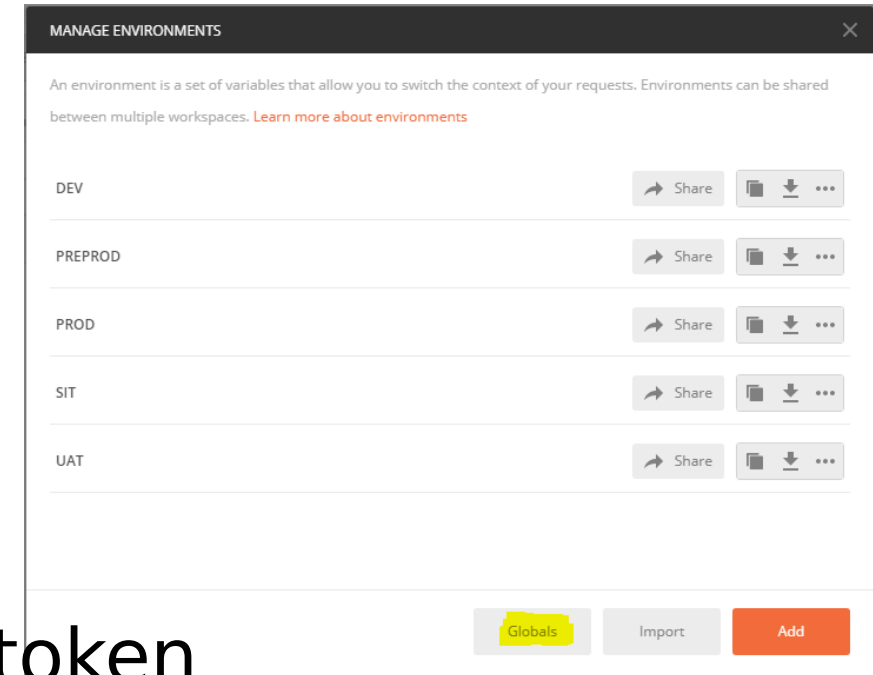 MANAGE ENVIRONMENTS
An environment is a set of variables that allow you to switch the context of your requests. Environments can be shared
between multiple workspaces. Learn more about environments
DEV Share
PREPROD Share
PROD Share
SIT Share
UAT Share
Globals Import Add
token